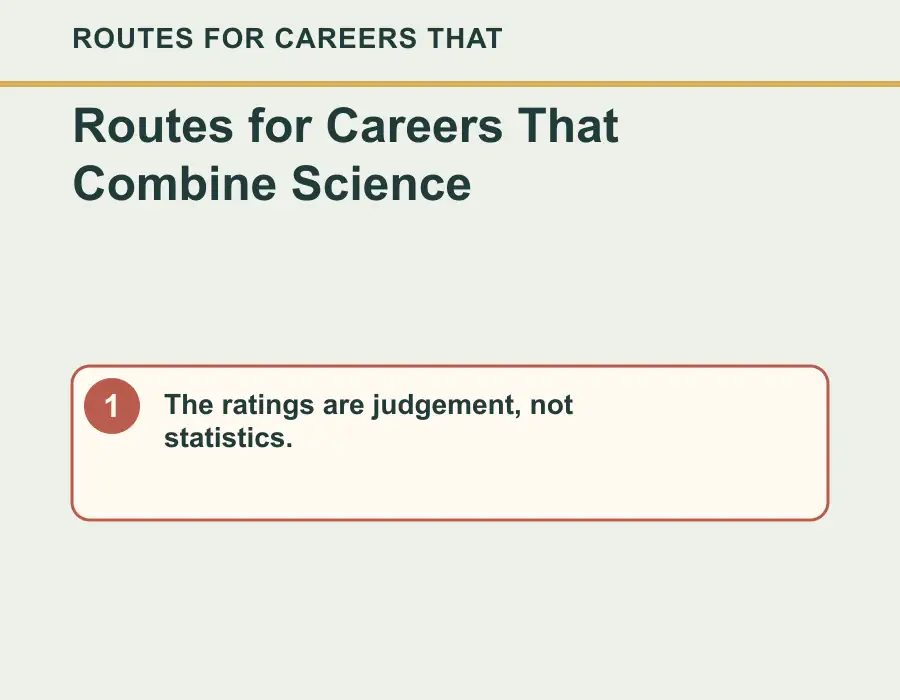 ROUTES FOR CAREERS THAT
Routes for Careers That
Combine Science
1
The ratings are judgement, not
statistics.